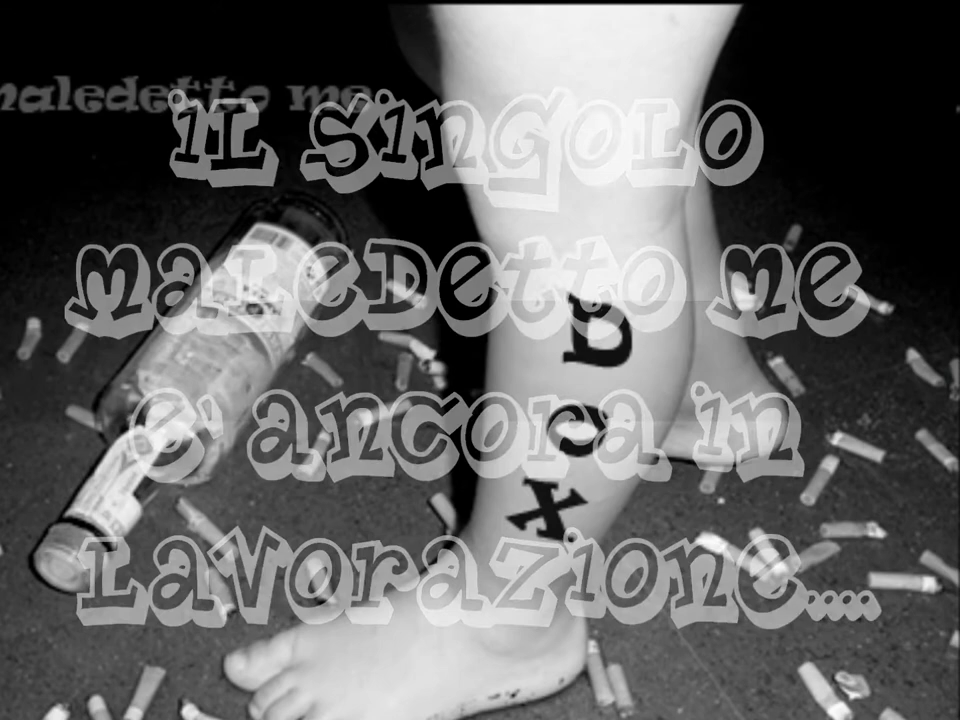 maledetto me
iL SinGOLO
MaLeDetto Me
e' ancora in
LavoraZione....
a
o
x